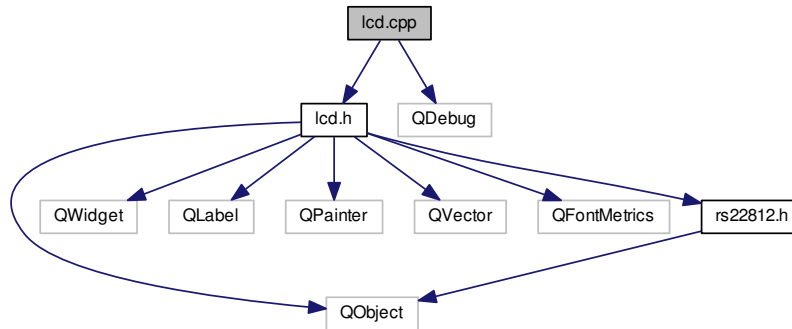 lcd.cpp
lcd.h
QDebug
QWidget
QLabel
QPainter
QVector
QFontMetrics
rs22812.h
QObject